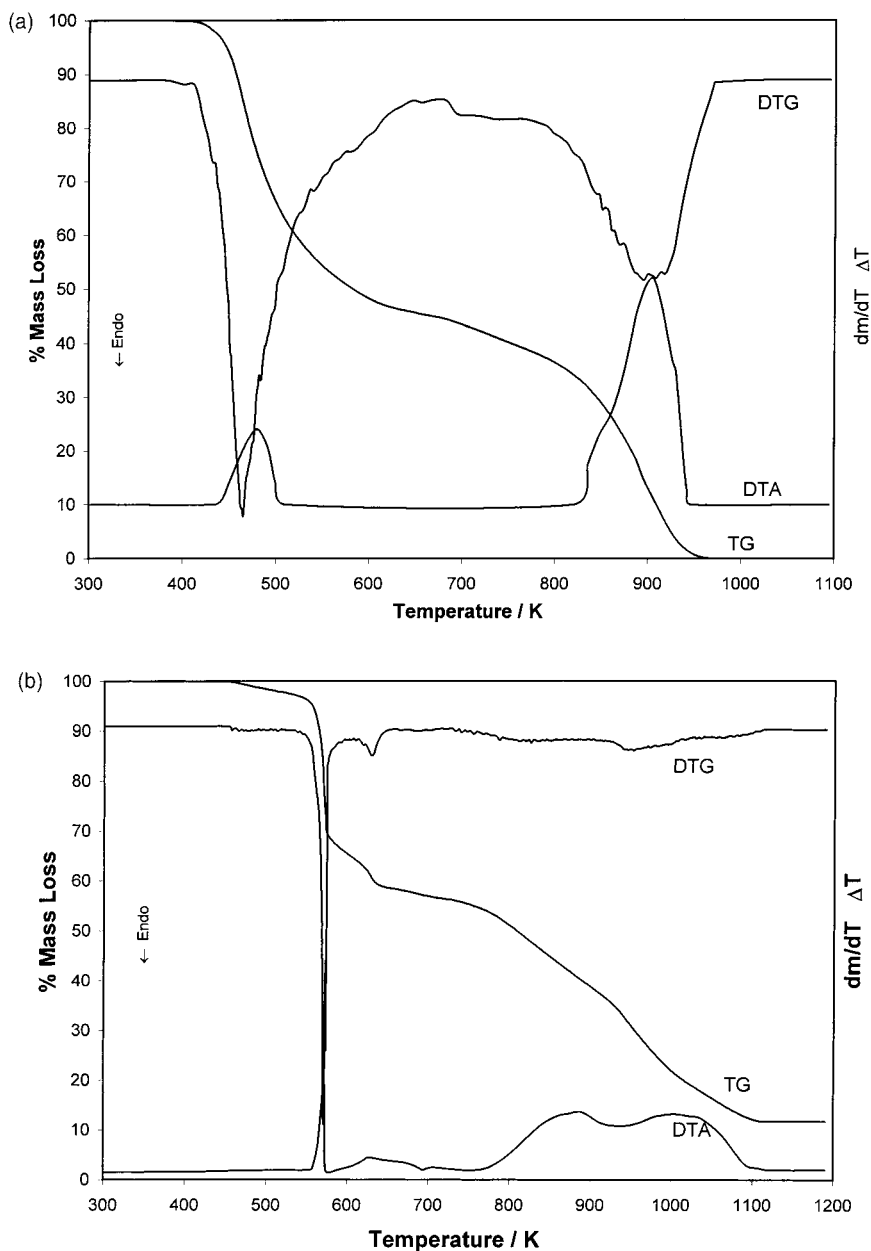 (a)
100
90
80
70
60
50
40
30
20
10
0
% Mass Loss
← Endo
DTG
DTA
TG
dm/dT ΔT
300 400 500 600 700 800 900 1000 1100
Temperature / K
(b)
100
90
80
70
60
50
40
30
20
10
0
% Mass Loss
← Endo
DTG
TG
DTA
dm/dT ΔT
300 400 500 600 700 800 900 1000 1100 1200
Temperature / K